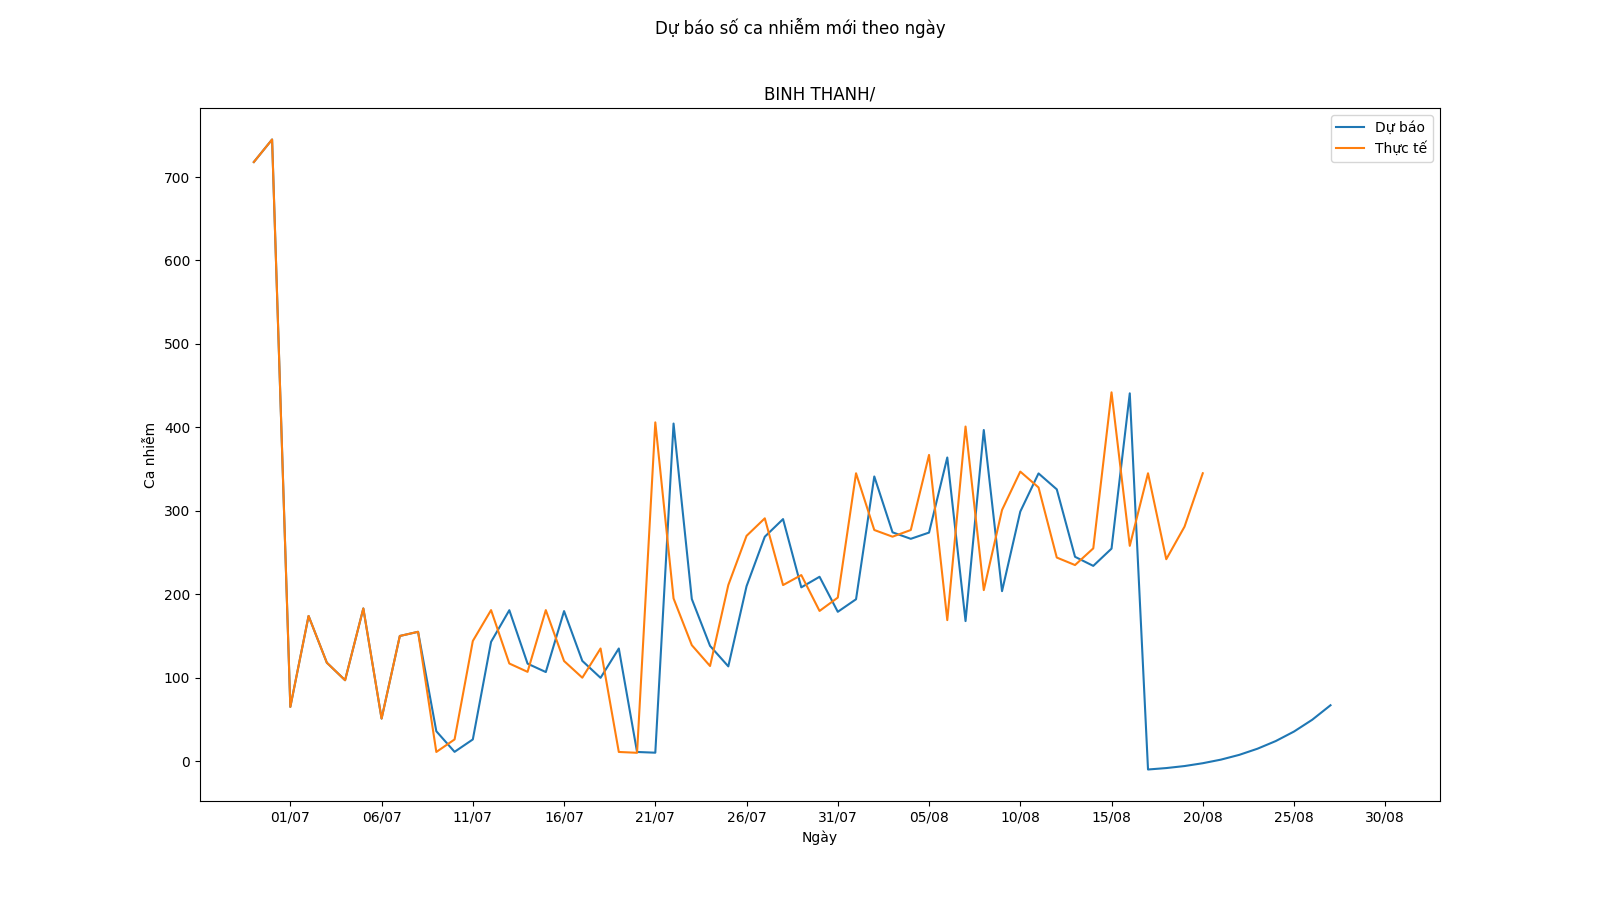 Dự báo số ca nhiễm mới theo ngày
BINH THANH/
Dự báo
Thực tế
700
600
500
400
300
200
100
0
Ca nhiễm
01/07 06/07 11/07 16/07 21/07 26/07 31/07 05/08 10/08 15/08 20/08 25/08 30/08
Ngày